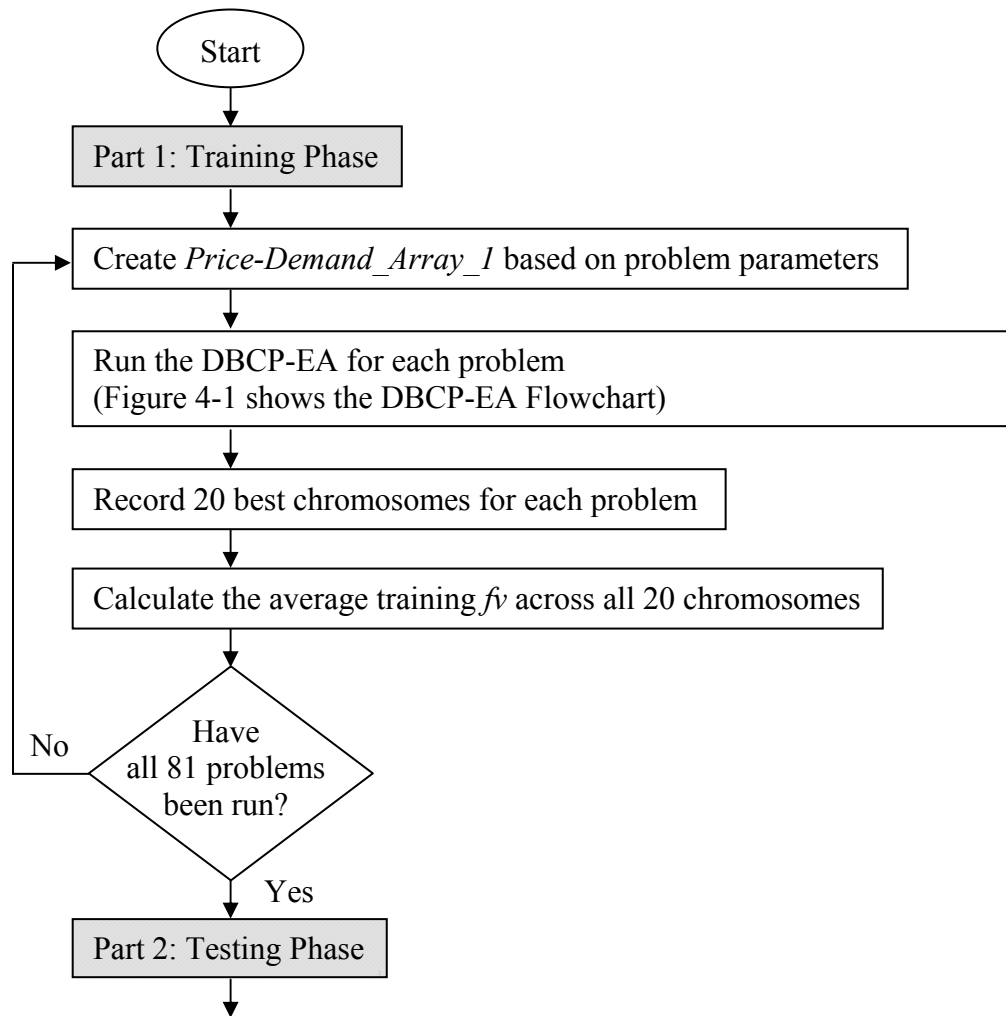 Start
Part 1: Training Phase
Create Price-Demand_Array_1 based on problem parameters
Run the DBCP-EA for each problem
(Figure 4-1 shows the DBCP-EA Flowchart)
Record 20 best chromosomes for each problem
Calculate the average training fv across all 20 chromosomes
Have
all 81 problems
been run?
No
Yes
Part 2: Testing Phase